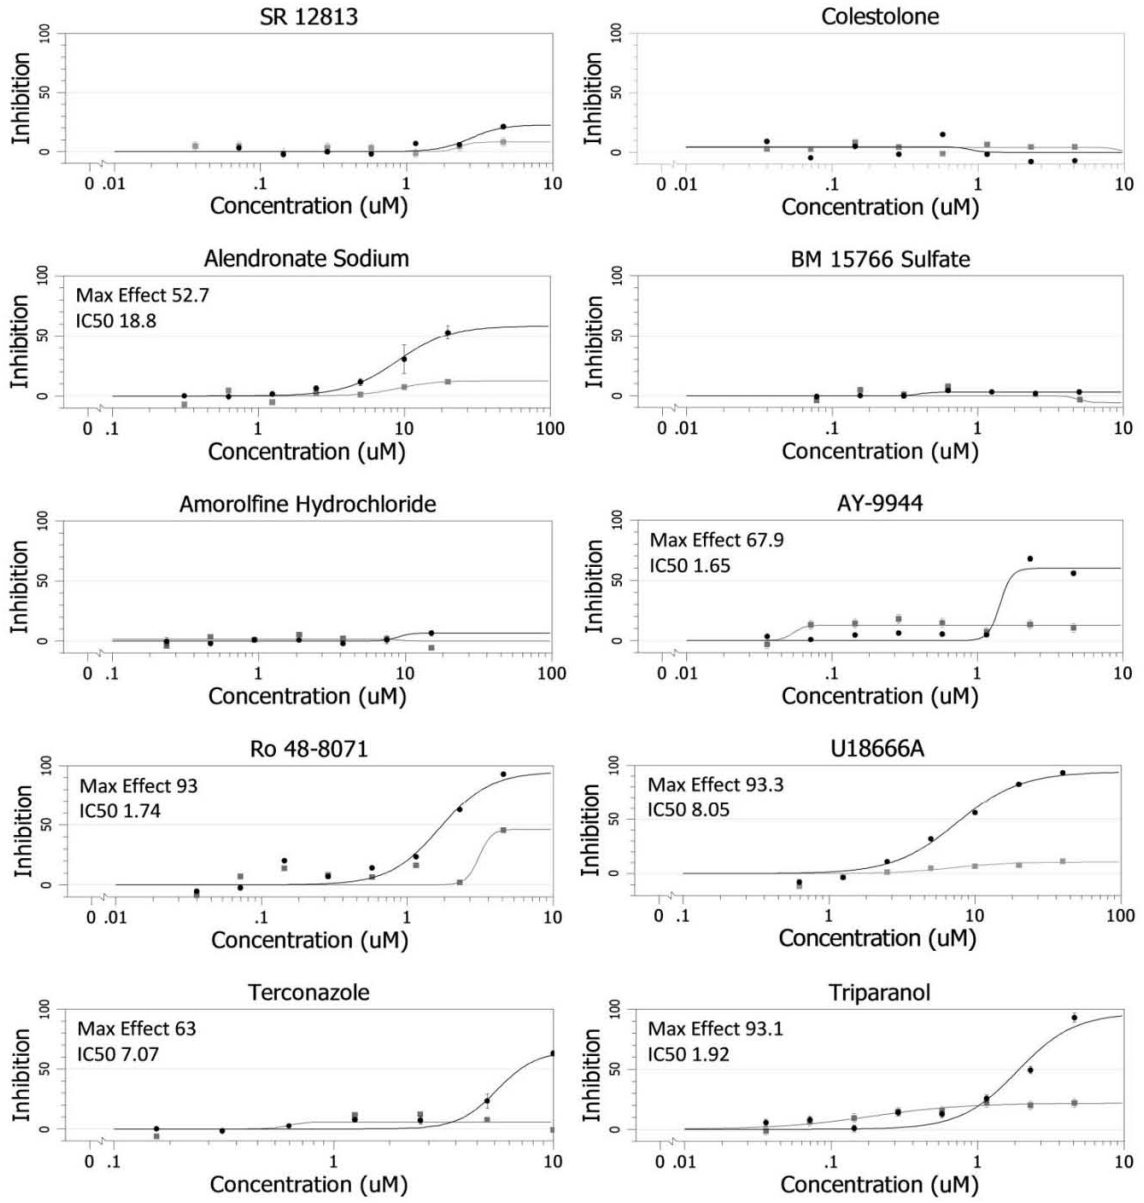 SR 12813
100
50
0
Inhibition
0 .01 .1 1 10
Concentration (uM)
Colestolone
100
50
0
Inhibition
0 .01 .1 1 10
Concentration (uM)
Alendronate Sodium
Max Effect 52.7
IC50 18.8
100
50
0
Inhibition
0 .1 1 10 100
Concentration (uM)
BM 15766 Sulfate
100
50
0
Inhibition
0 .01 .1 1 10
Concentration (uM)
Amorolfine Hydrochloride
100
50
0
Inhibition
0 .1 1 10 100
Concentration (uM)
AY-9944
Max Effect 67.9
IC50 1.65
100
50
0
Inhibition
0 .01 .1 1 10
Concentration (uM)
Ro 48-8071
Max Effect 93
IC50 1.74
100
50
0
Inhibition
0 .01 .1 1 10
Concentration (uM)
U18666A
Max Effect 93.3
IC50 8.05
100
50
0
Inhibition
0 .1 1 10 100
Concentration (uM)
Terconazole
Max Effect 63
IC50 7.07
100
50
0
Inhibition
0 .1 1 10
Concentration (uM)
Triparanol
Max Effect 93.1
IC50 1.92
100
50
0
Inhibition
0 .01 .1 1 10
Concentration (uM)